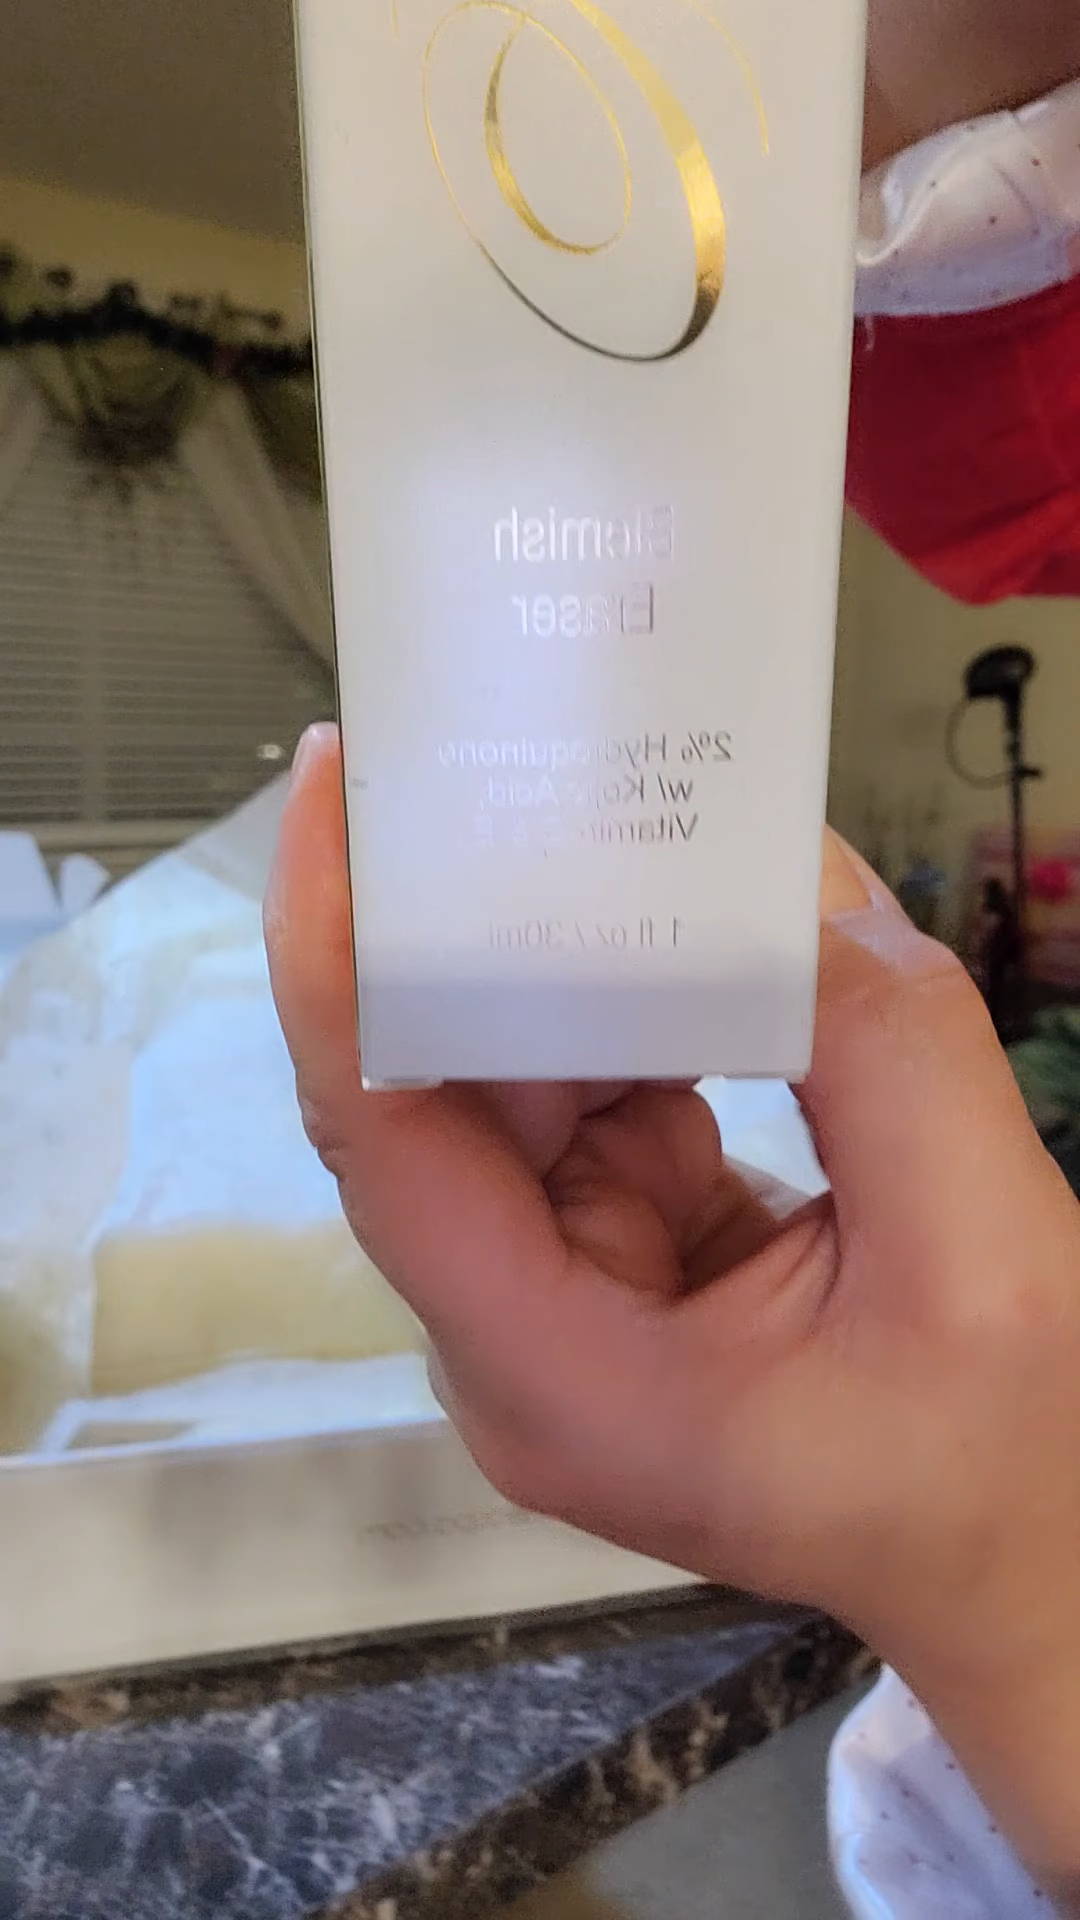 Blemish
Eraser
2% Hydroquinone
w/ Kojic Acid,
Vitamin C & E
1 fl oz / 30ml